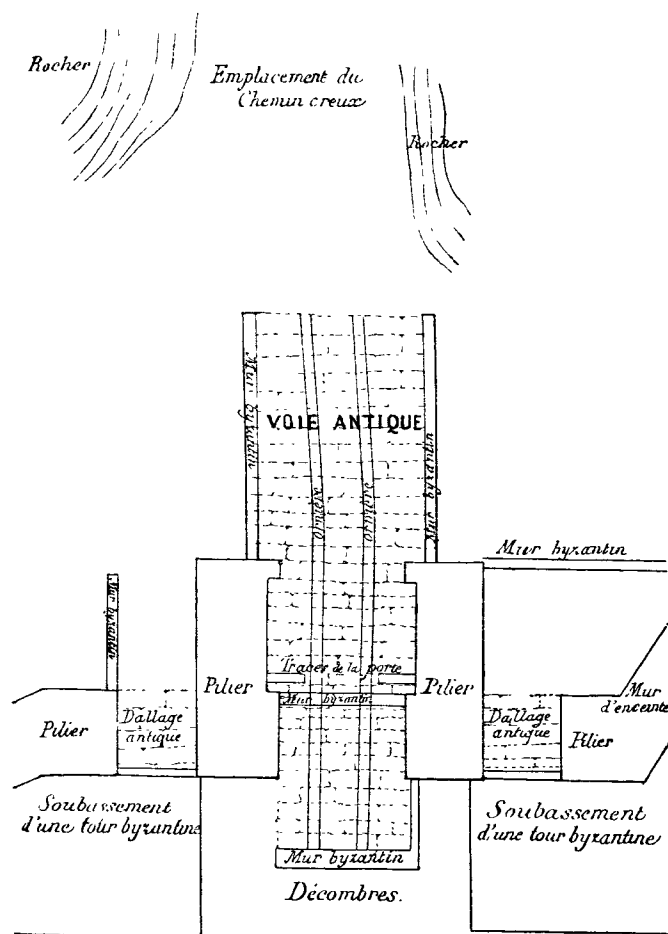 Rocher
Emplacement du
Chemin creux
Rocher
Mur byzantin
VOIE ANTIQUE
Mur byzantin
ornière
ornière
Mur byzantin
Mur byzantin
Traces de la porte
Pilier
Mur byzantin
Pilier
Mur
d'enceinte
Pilier
Dallage
antique
Dallage
antique
Pilier
Soubassement
d'une tour byzantine
Soubassement
d'une tour byzantine
Mur byzantin
Décombres.